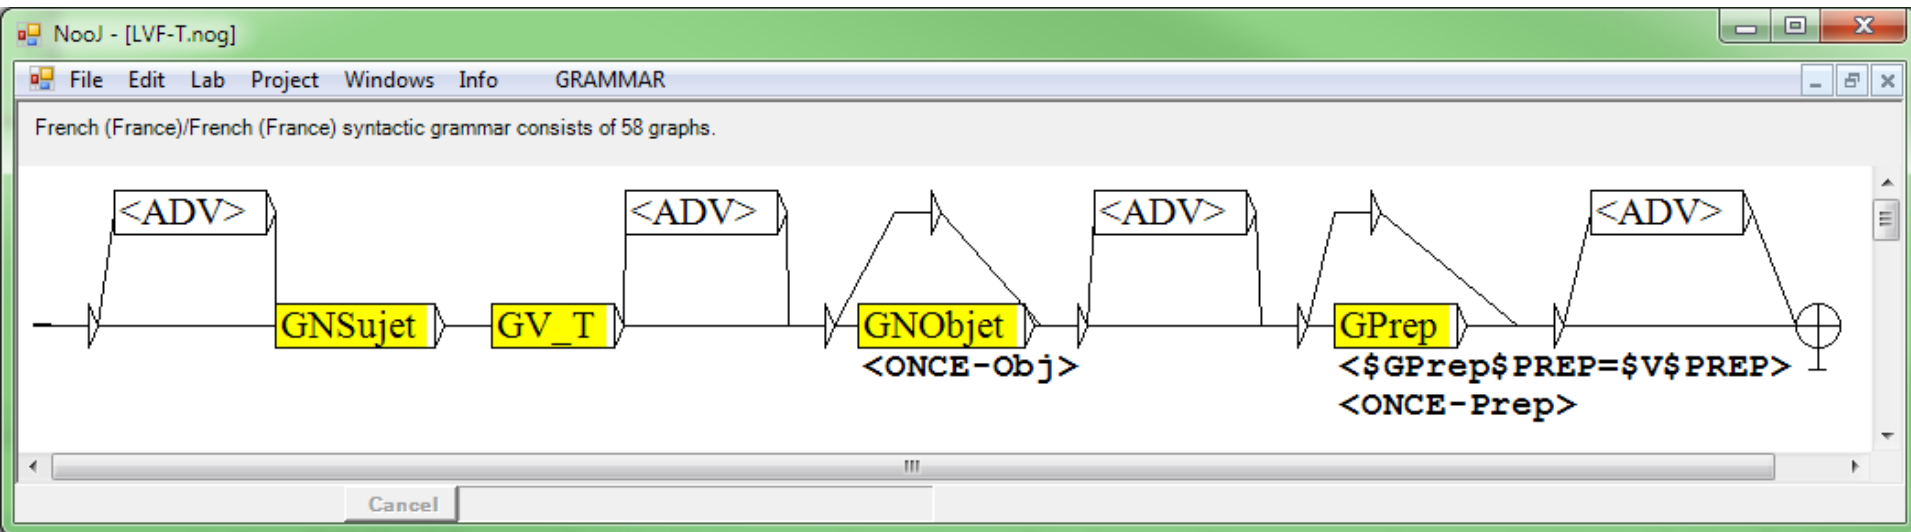 NooJ - [LVF-T.nog]
File Edit Lab Project Windows Info GRAMMAR
French (France)/French (France) syntactic grammar consists of 58 graphs.
<ADV> <ADV> <ADV> <ADV>
GNSujet GV_T GNObjet GPrep
<ONCE-Obj> <$GPrep$PREP=$V$PREP>
<ONCE-Prep>
Cancel